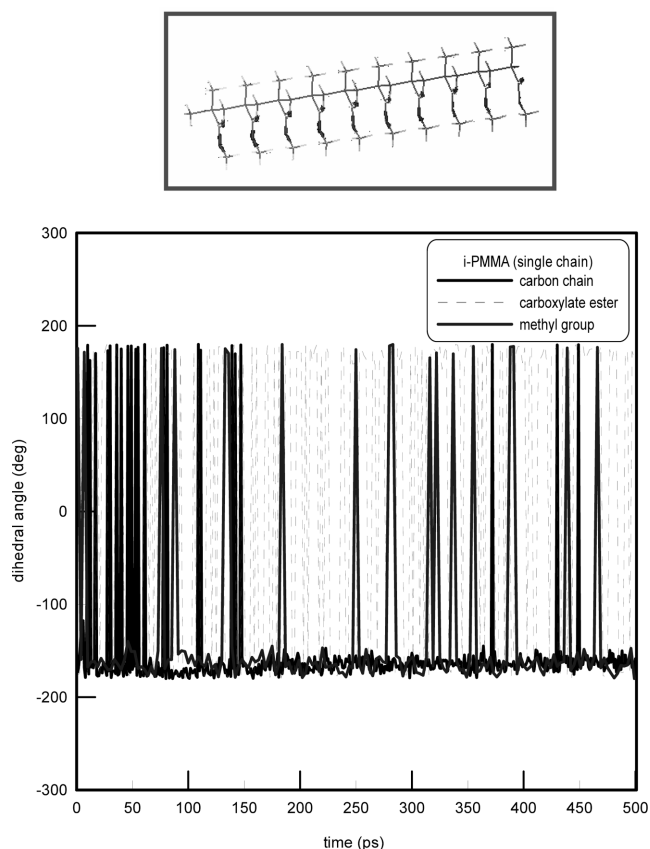 300
200
100
0
-100
-200
-300
dihedral angle (deg)
i-PMMA (single chain)
carbon chain
carboxylate ester
methyl group
0 50 100 150 200 250 300 350 400 450 500
time (ps)